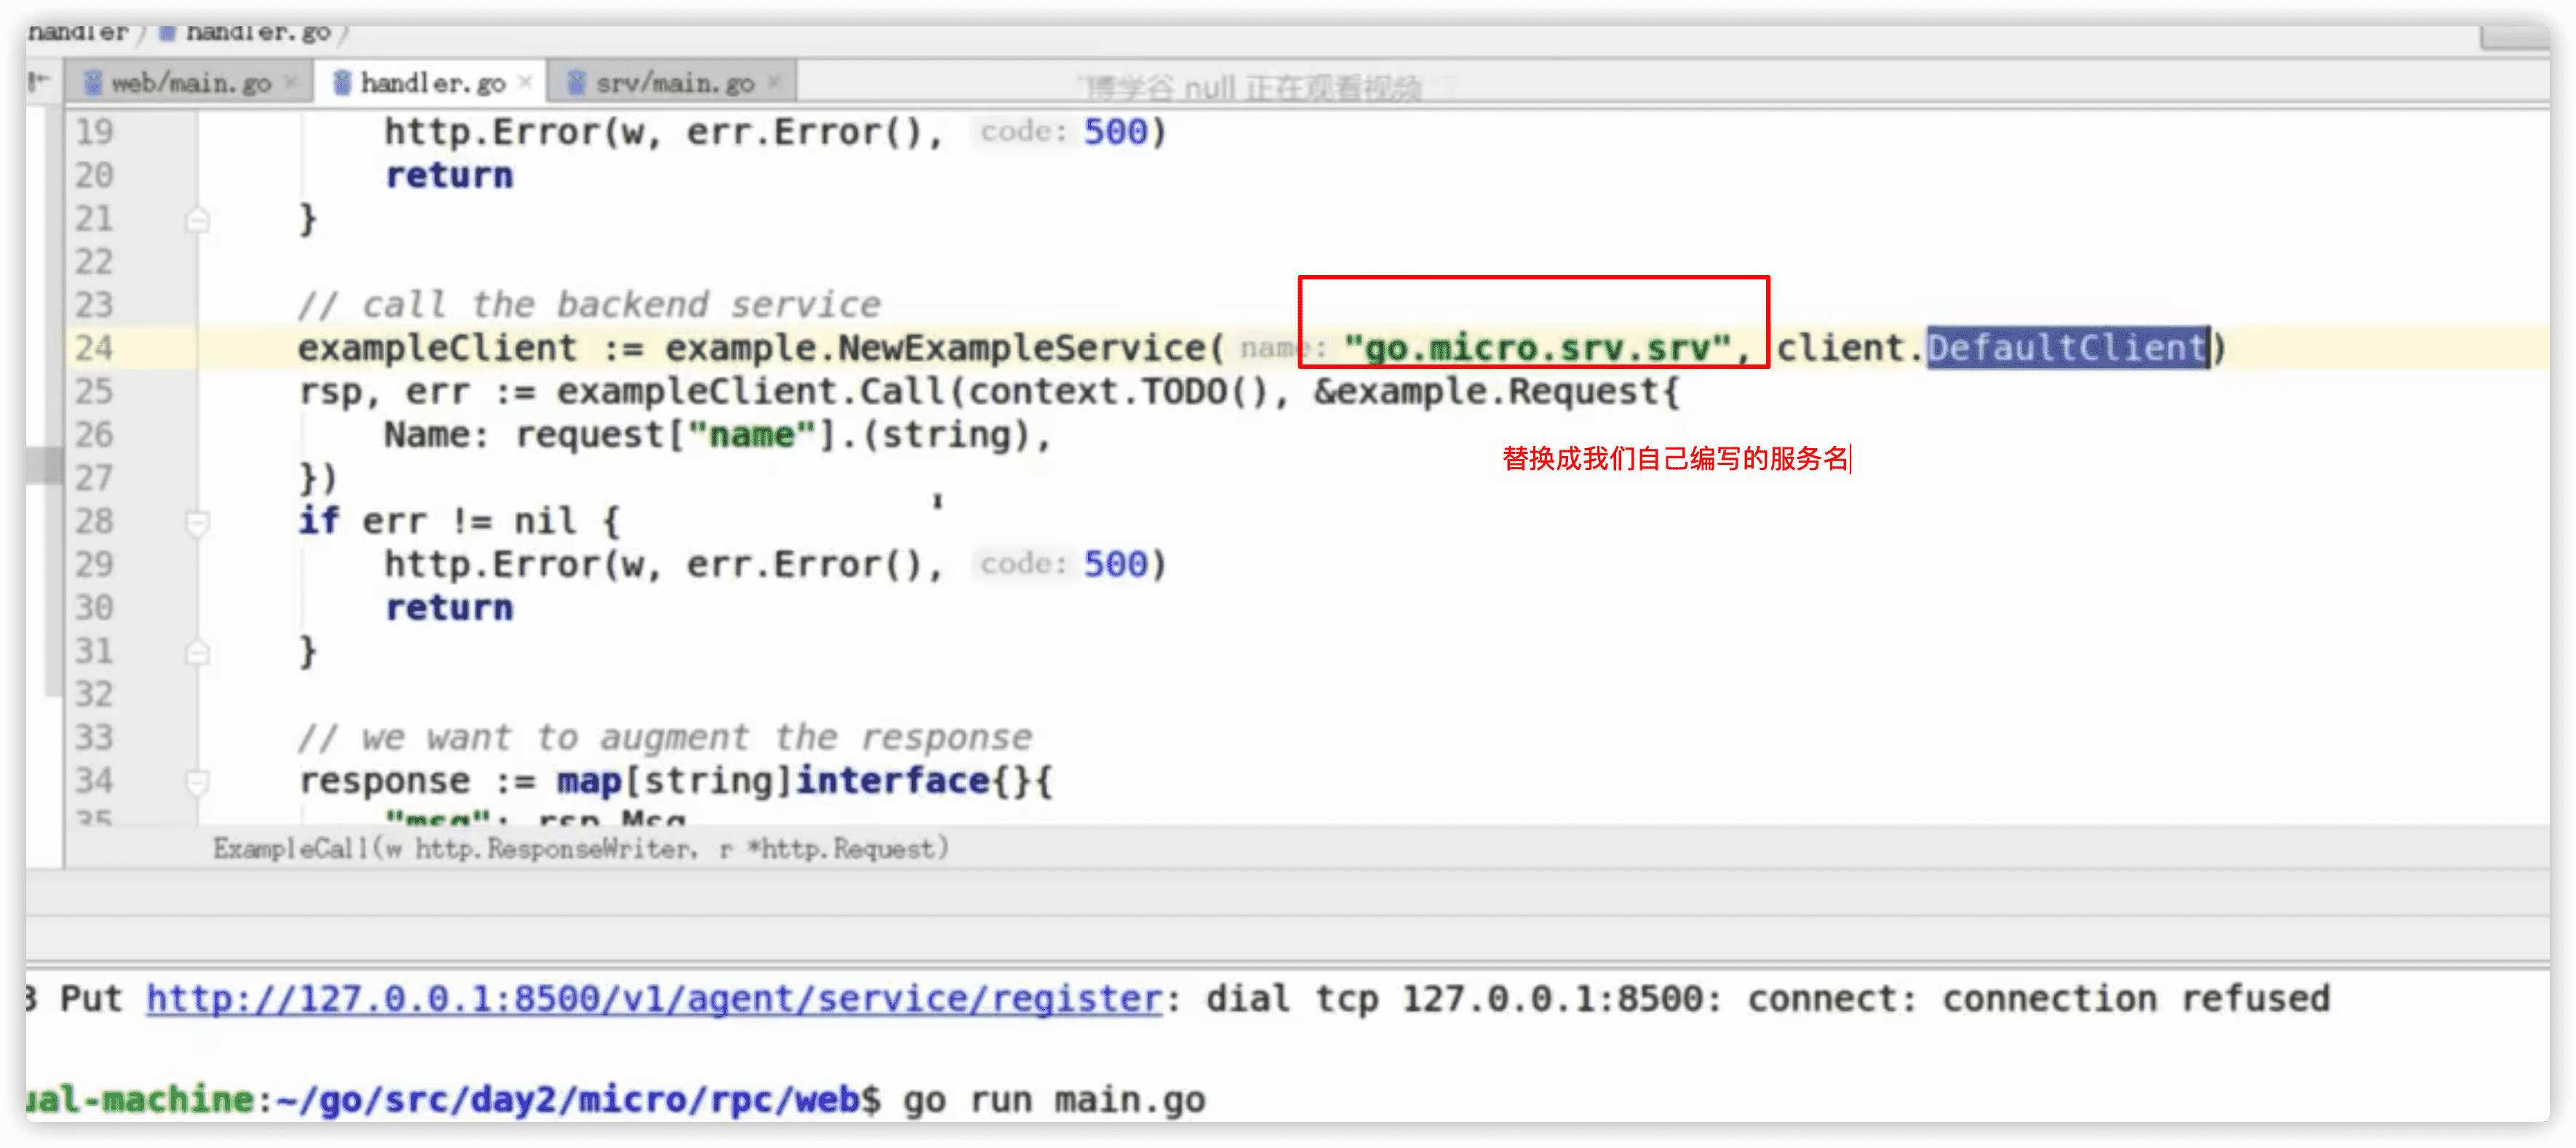 handler handler.go
web/main.go handler.go srv/main.go 博学谷 null 正在观看视频
19 http.Error(w, err.Error(), code: 500)
20 return
21 }
22
23 // call the backend service
24 exampleClient := example.NewExampleService( name: "go.micro.srv.srv", client.DefaultClient)
25 rsp, err := exampleClient.Call(context.TODO(), &example.Request{
26 Name: request["name"].(string),
替换成我们自己编写的服务名
27 })
28 if err != nil {
29 http.Error(w, err.Error(), code: 500)
30 return
31 }
32
33 // we want to augment the response
34 response := map[string]interface{}{
35 "msg": rsp.Msg
ExampleCall(w http.ResponseWriter, r *http.Request)
3 Put http://127.0.0.1:8500/v1/agent/service/register: dial tcp 127.0.0.1:8500: connect: connection refused
ual-machine:~/go/src/day2/micro/rpc/web$ go run main.go